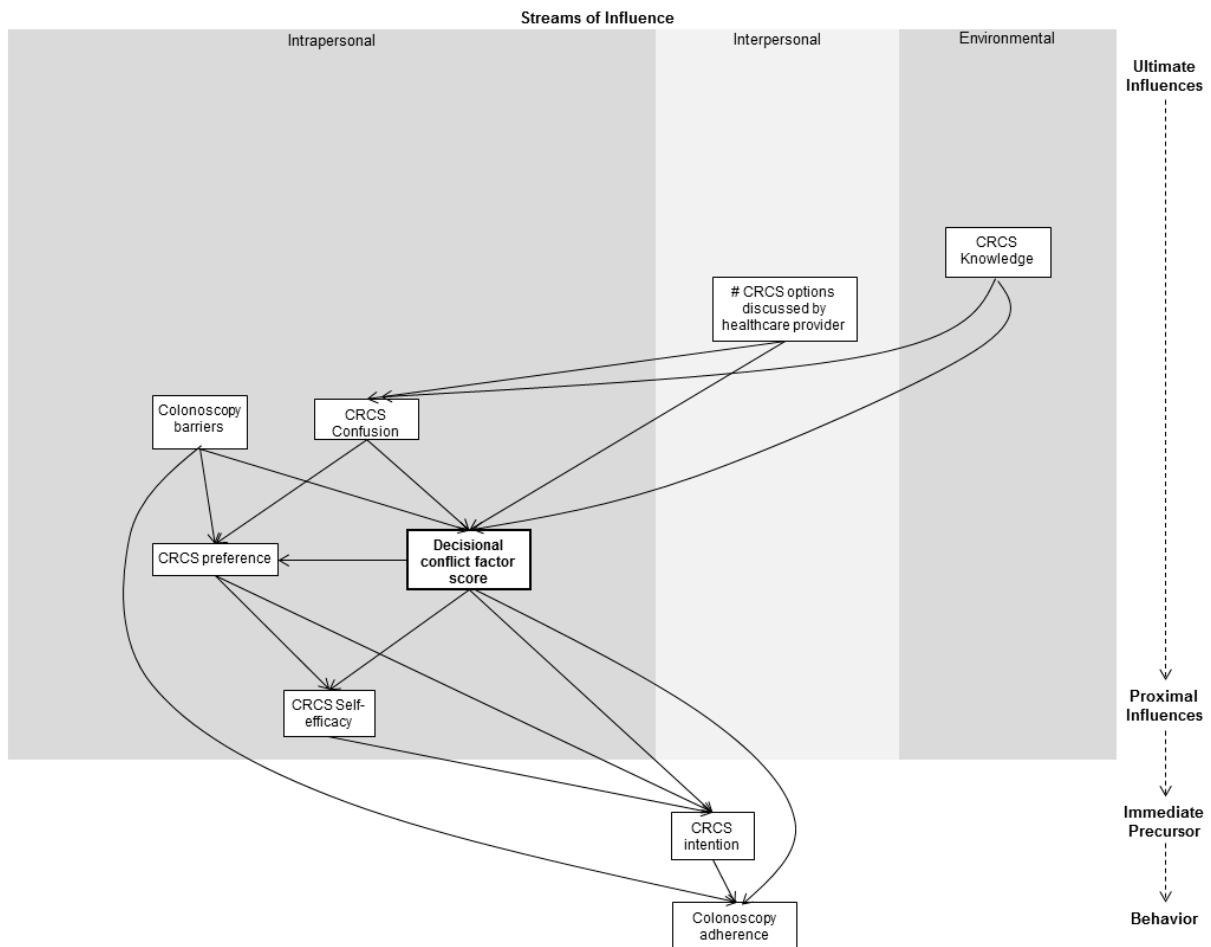 Streams of Influence
Intrapersonal
Interpersonal
Environmental
Ultimate
Influences
CRCS
Knowledge
# CRCS options
discussed by
healthcare provider
Colonoscopy
barriers
CRCS
Confusion
CRCS preference
Decisional
conflict factor
score
CRCS Self-
efficacy
Proximal
Influences
CRCS
intention
Immediate
Precursor
Colonoscopy
adherence
Behavior